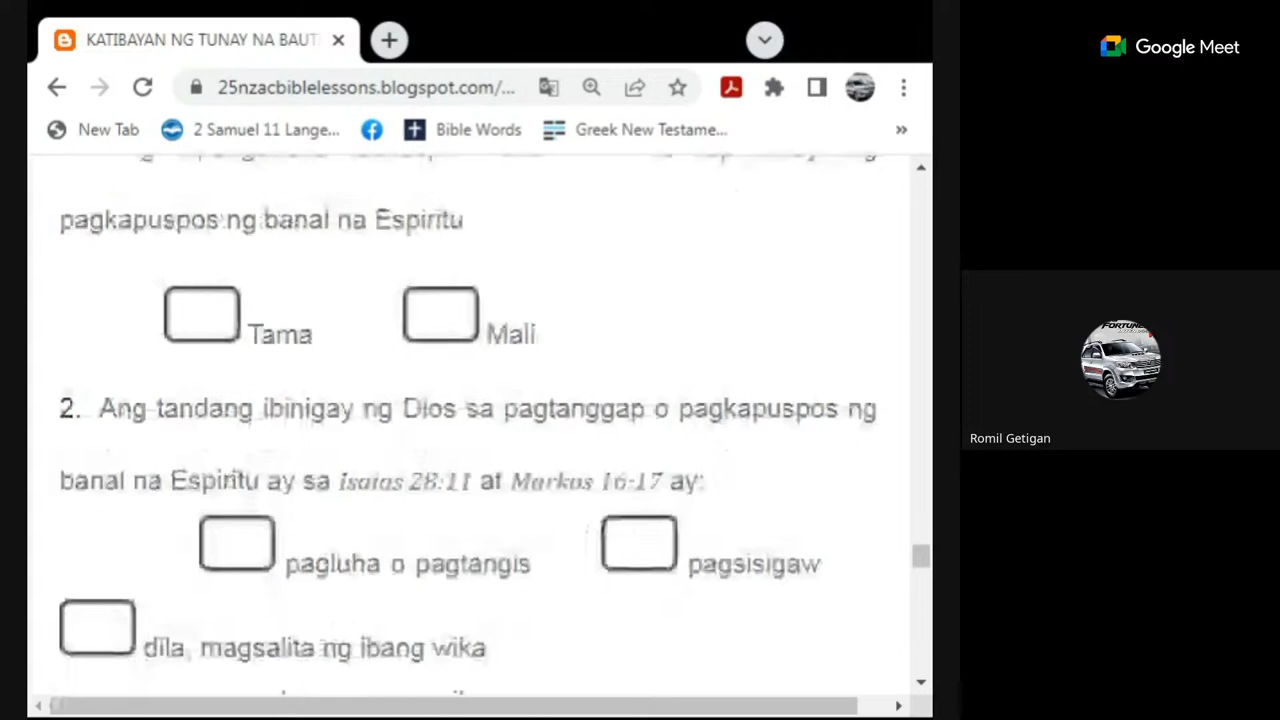 KATIBAYAN NG TUNAY NA BAUT
Google Meet
25nzacbiblelessons.blogspot.com/...
New Tab
2 Samuel 11 Lange...
Bible Words
Greek New Testame...
»
pagkapuspos ng banal na Espiritu
Tama
Mali
2. Ang tandang ibinigay ng Dios sa pagtanggap o pagkapuspos ng
banal na Espiritu ay sa Isaias 28:11 at Markos 16:17 ay:
pagluha o pagtangis
pagsisigaw
dila, magsalita ng ibang wika
FORTUNER
Romil Getigan